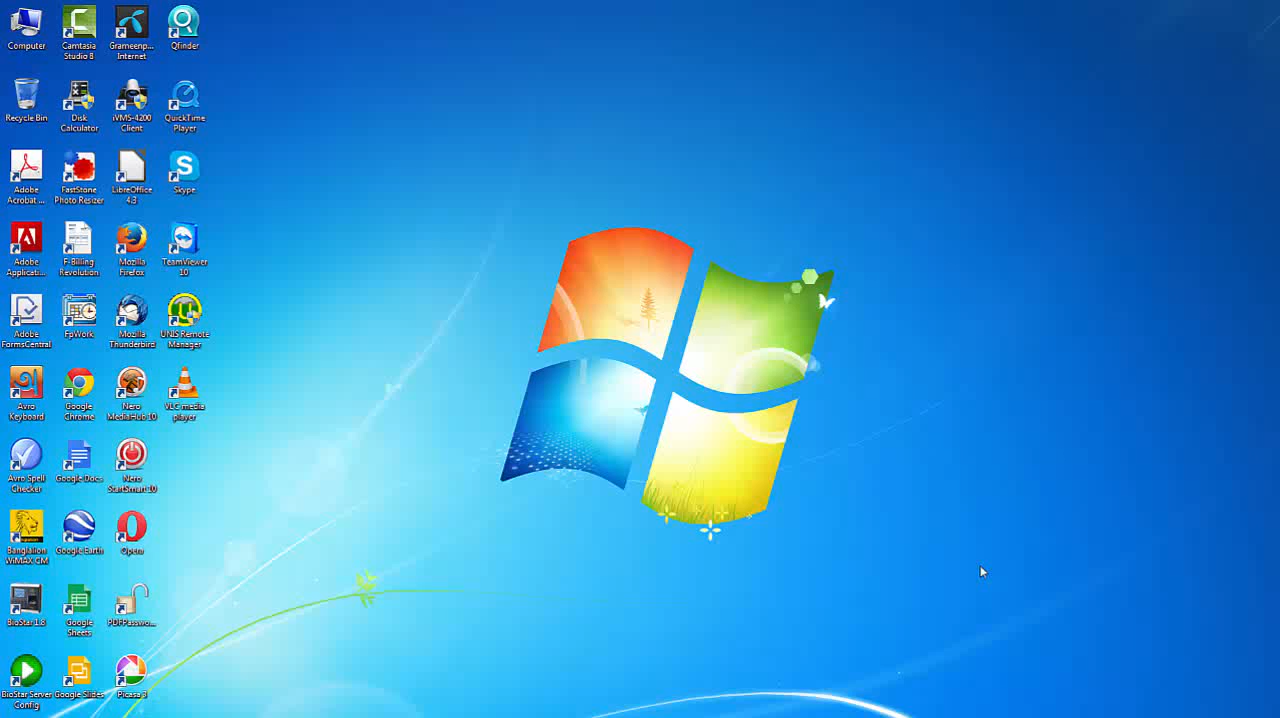 Computer
Camtasia
Studio 8
Grameenp...
Internet
Qfinder
Recycle Bin
Disk
Calculator
iVMS-4200
Client
QuickTime
Player
Adobe
Acrobat ...
FastStone
Photo Resizer
LibreOffice
4.3
Skype
Adobe
Applicati...
F-Billing
Revolution
Mozilla
Firefox
TeamViewer
10
Adobe
FormsCentral
FpWork
Mozilla
Thunderbird
UNIS Remote
Manager
Avro
Keyboard
Google
Chrome
Nero
MediaHub 10
VLC media
player
Avro Spell
Checker
Google Docs
Nero
StartSmart 10
Banglalion
WiMAX CM
Google Earth
Opera
BioStar 1.8
Google
Sheets
PDFPasswo...
BioStar Server
Config
Google Slides
Picasa 3